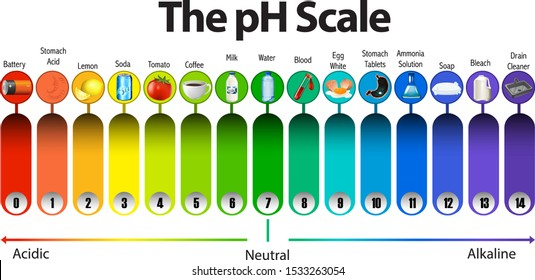 The pH Scale
Battery
Stomach
Acid
Lemon
Soda
Tomato
Coffee
Milk
Water
Blood
Egg
White
Stomach
Tablets
Ammonia
Solution
Soap
Bleach
Drain
Cleaner
0 1 2 3 4 5 6 7 8 9 10 11 12 13 14
Acidic Neutral Alkaline
shutterstock.com · 1533263054